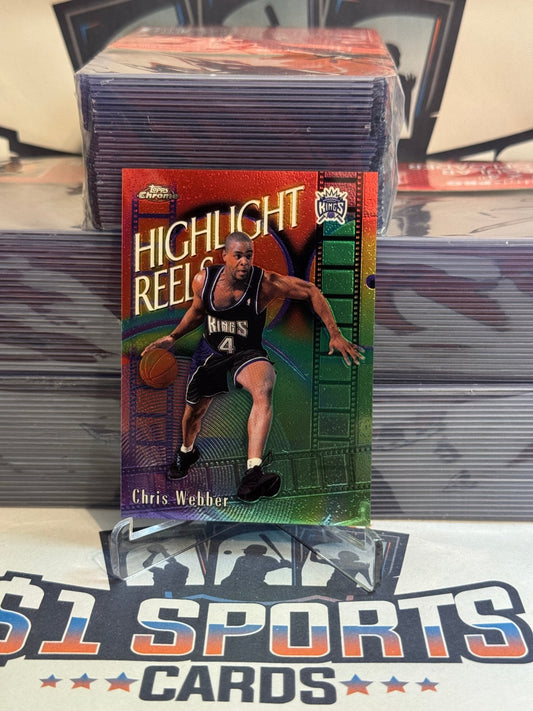 Topps
Chrome
HIGHLIGHT
REELS
KINGS
KINGS
4
Chris Webber
$1 SPORTS
CARDS